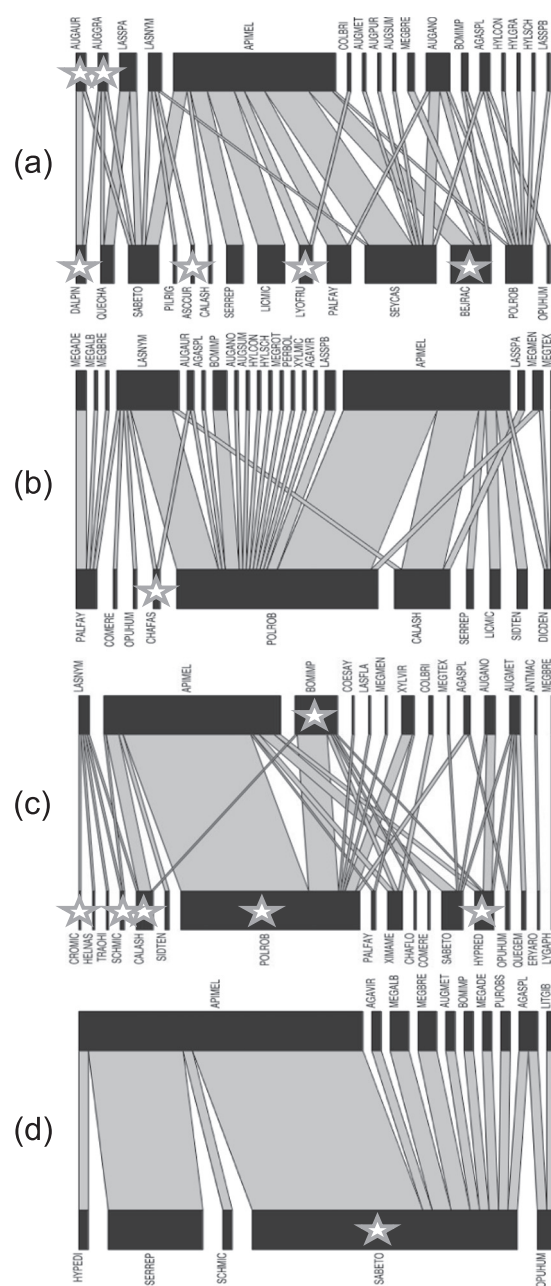 AUGAUR AUGGRA LASSPA LASNYM APIMEL COLBRI AUGMET AUGPUR AUGSUM MEGBRE AUGANO BOMIMP AGASPL HYLCON HYLGRA HYLSCH LASSPB
(a)
DALPIN QUECHA SABETO PILRIG ASCCUR CALASH SERREP LICMIC LYOFRU PALFAY SEYCAS BEJRAC POLROB OPUHUM
MEGADE MEGALB MEGBRE LASNYM AUGAUR AGASPL BOMIMP AUGANO AUGSUM HYLCON HYLSCH MEGROT PERBOL XYLMIC AGAVIR LASSPB APIMEL LASSPA MEGMEN MEGTEX
(b)
PALFAY COMERE OPUHUM CHAFAS POLROB CALASH SERREP LICMIC SIDTEN DICDEN
LASNYM APIMEL BOMIMP COESAY LASFLA MEGMEN XYLVIR COLBRI MEGTEX AGASPL AUGANO AUGMET ANTMAC MEGBRE
(c)
CROMIC HELNAS TRAOHI SCHMIC CALASH SIDTEN POLROB PALFAY XIMAME CHAFLO COMERE SABETO HYPRED OPUHUM QUEGEM ERYARO LYGAPH
APIMEL AGAVIR MEGALB MEGBRE AUGMET BOMIMP MEGADE PUROBS AGASPL LITGIB
(d)
HYPEDI SERREP SCHMIC SABETO OPUHUM